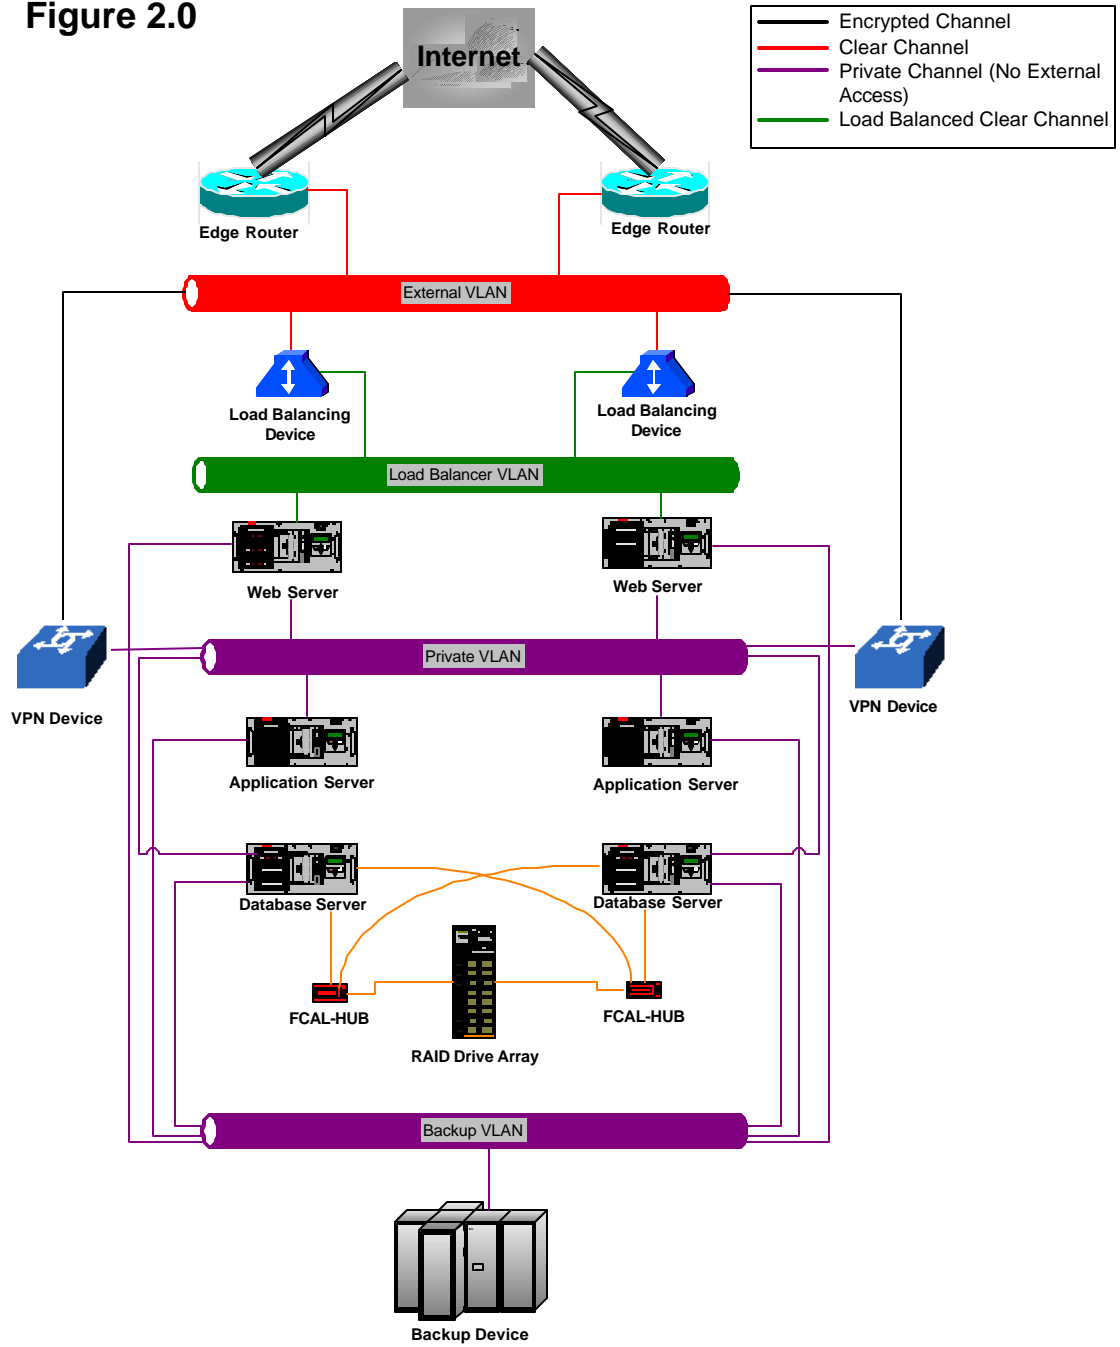 Figure 2.0
Internet
Encrypted Channel
Clear Channel
Private Channel (No External
Access)
Load Balanced Clear Channel
Edge Router
Edge Router
External VLAN
Load Balancing
Device
Load Balancing
Device
Load Balancer VLAN
Web Server
Web Server
Private VLAN
VPN Device
VPN Device
Application Server
Application Server
Database Server
Database Server
FCAL-HUB
FCAL-HUB
RAID Drive Array
Backup VLAN
Backup Device